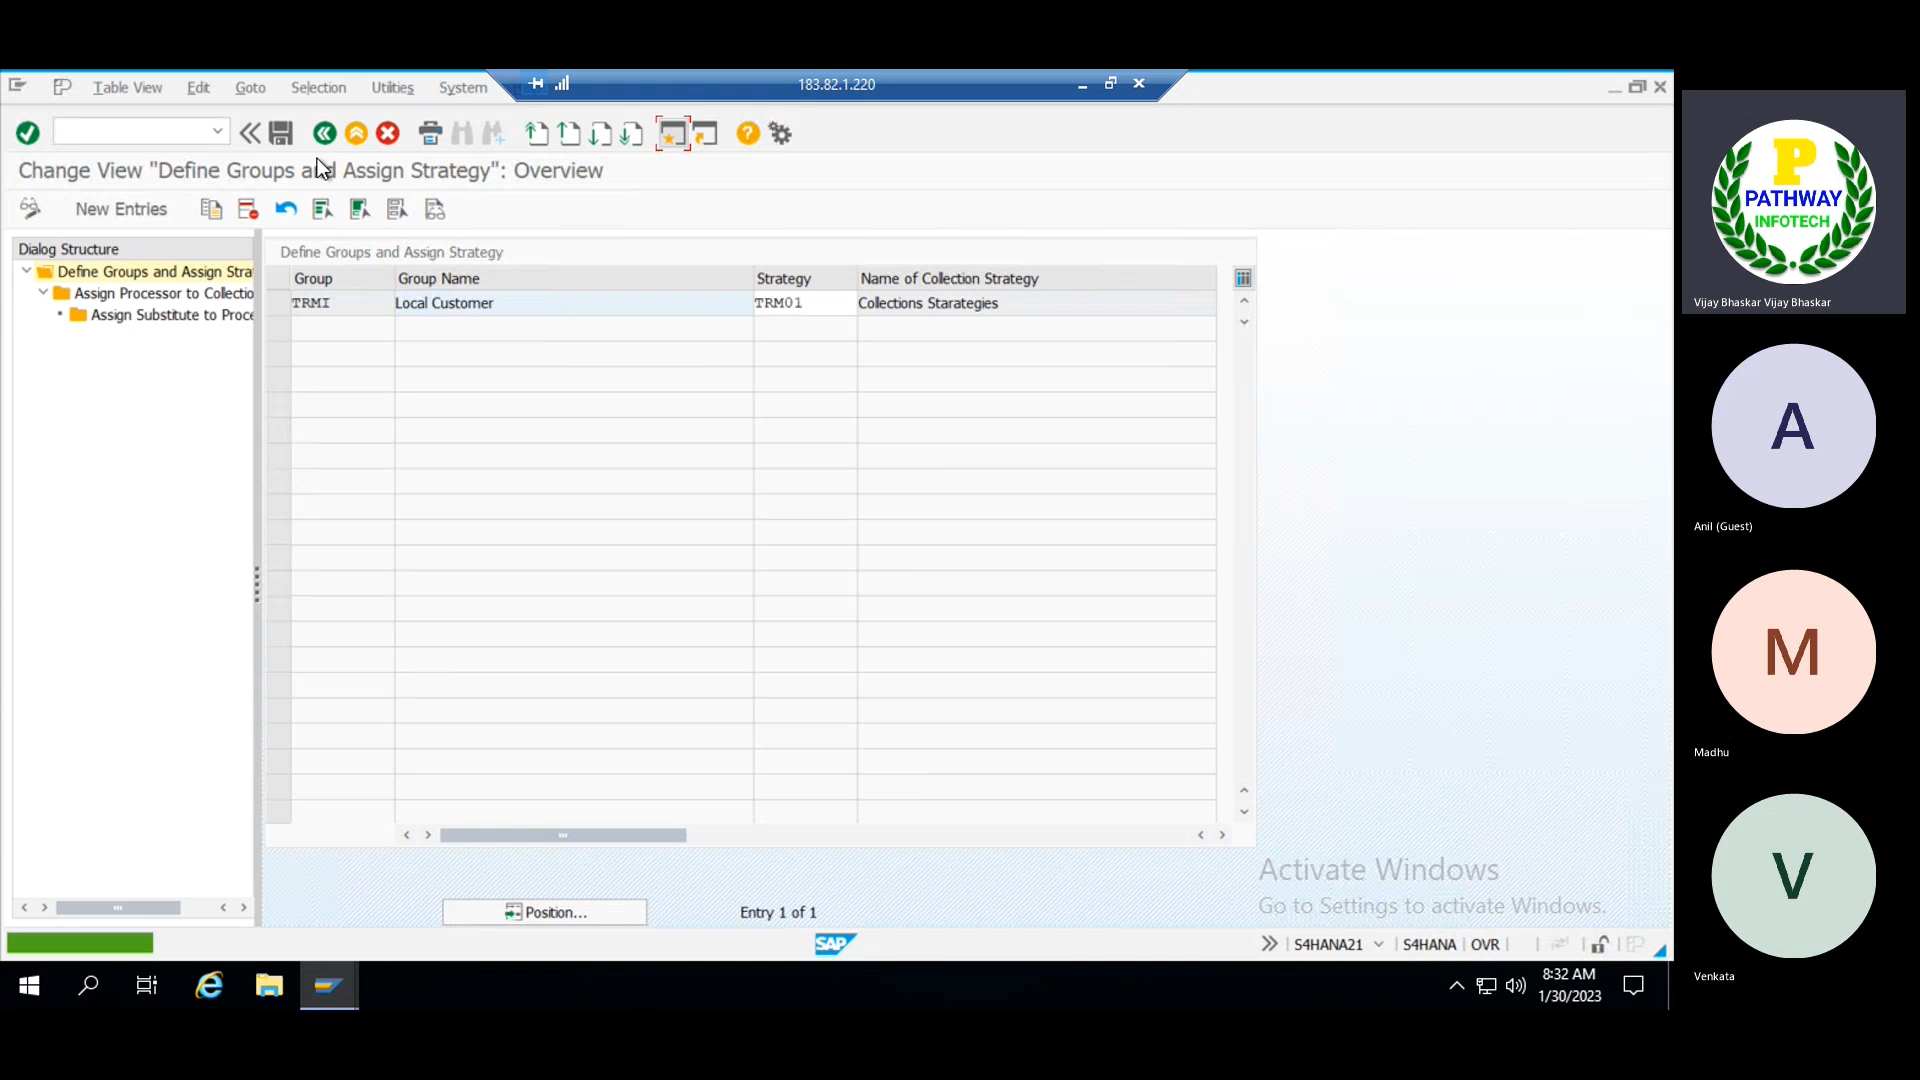 Table View Edit Goto Selection Utilities System
183.82.1.220
Change View "Define Groups and Assign Strategy": Overview
New Entries
Dialog Structure
Define Groups and Assign Stra
Assign Processor to Collectio
Assign Substitute to Proce
Define Groups and Assign Strategy
Group Group Name Strategy Name of Collection Strategy
TRMI Local Customer TRM01 Collections Starategies
Position... Entry 1 of 1
Activate Windows
Go to Settings to activate Windows.
SAP
S4HANA21 S4HANA OVR
8:32 AM
1/30/2023
P
PATHWAY
INFOTECH
Vijay Bhaskar Vijay Bhaskar
A
Anil (Guest)
M
Madhu
V
Venkata